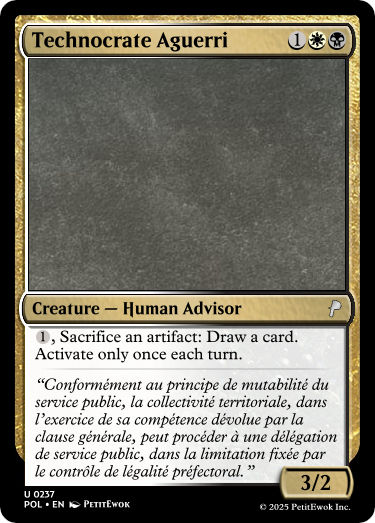 Technocrate Aguerri 1
Creature — Human Advisor
1, Sacrifice an artifact: Draw a card.
Activate only once each turn.
“Conformément au principe de mutabilité du
service public, la collectivité territoriale, dans
l’exercice de sa compétence dévolue par la
clause générale, peut procéder à une délégation
de service public, dans la limitation fixée par
le contrôle de légalité préfectoral.”
3/2
U 0237
POL • EN PetitEwok
© 2025 PetitEwok Inc.